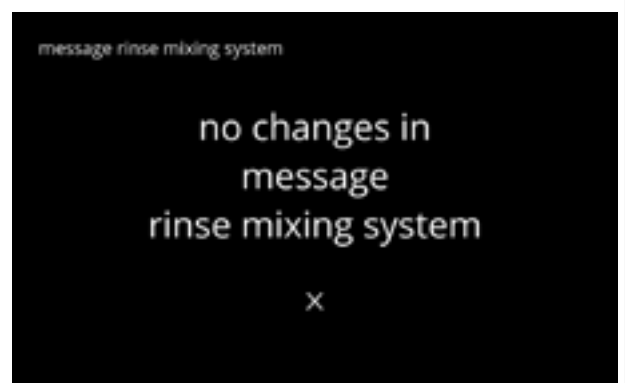 message rinse mixing system
no changes in
message
rinse mixing system
x